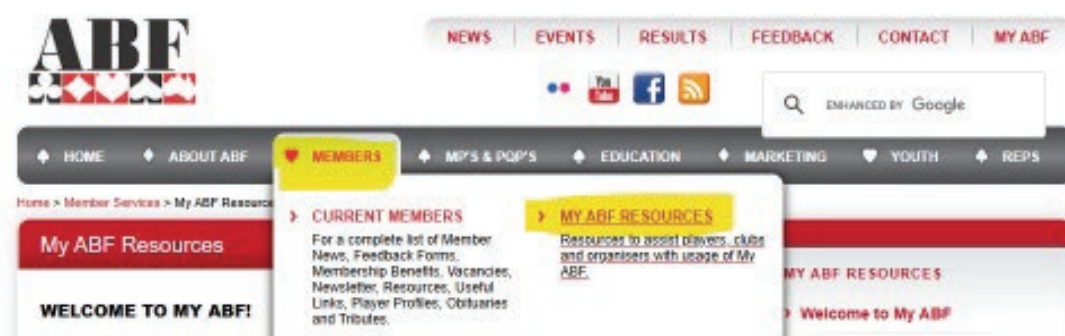 ABF
NEWS EVENTS RESULTS FEEDBACK CONTACT MY ABF
You
Tube
f
ENHANCED BY Google
HOME ABOUT ABF MEMBERS MP'S & PQP'S EDUCATION MARKETING YOUTH REPS
Home > Member Services > My ABF Resource
My ABF Resources
WELCOME TO MY ABF!
> CURRENT MEMBERS
For a complete list of Member
News, Feedback Forms,
Membership Benefits, Vacancies,
Newsletter, Resources, Useful
Links, Player Profiles, Obituaries
and Tributes.
> MY ABF RESOURCES
Resources to assist players, clubs
and organisers with usage of My
ABF.
MY ABF RESOURCES
> Welcome to My ABF